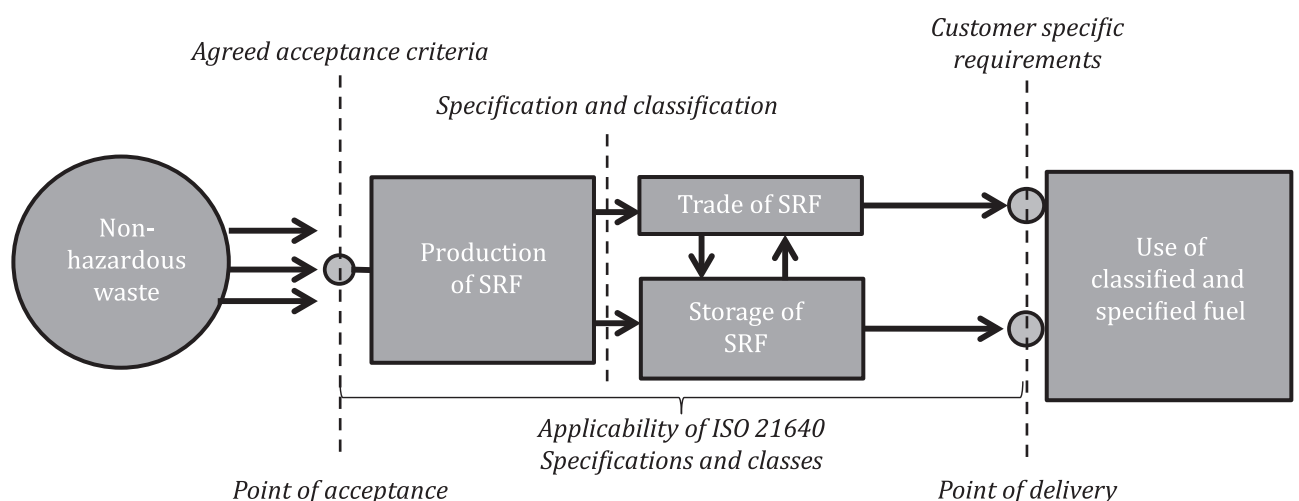 Customer specific
requirements
Agreed acceptance criteria
Specification and classification
Non-
hazardous
waste
Production
of SRF
Trade of SRF
Storage of
SRF
Use of
classified and
specified fuel
Applicability of ISO 21640
Specifications and classes
Point of acceptance
Point of delivery